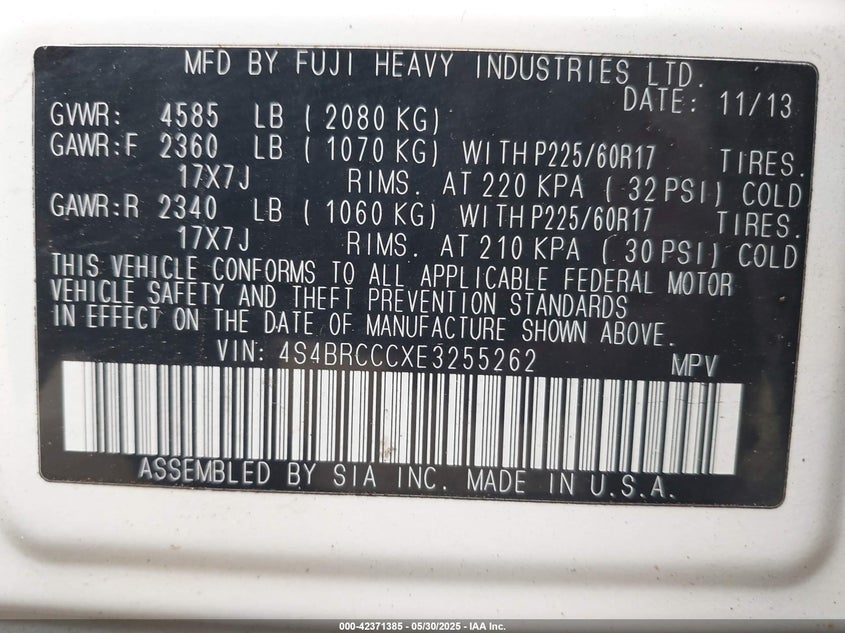 MFD BY FUJI HEAVY INDUSTRIES LTD.
DATE: 11/13
GVWR: 4585 LB ( 2080 KG)
GAWR:F 2360 LB ( 1070 KG) WITH P225/60R17 TIRES.
17X7J RIMS. AT 220 KPA ( 32 PSI) COLD
GAWR:R 2340 LB ( 1060 KG) WITH P225/60R17 TIRES.
17X7J RIMS. AT 210 KPA ( 30 PSI) COLD
THIS VEHICLE CONFORMS TO ALL APPLICABLE FEDERAL MOTOR
VEHICLE SAFETY AND THEFT PREVENTION STANDARDS
IN EFFECT ON THE DATE OF MANUFACTURE SHOWN ABOVE.
VIN: 4S4BRCCCXE3255262 MPV
ASSEMBLED BY SIA INC. MADE IN U.S.A.
000-42371385 - 05/30/2025 - IAA Inc.